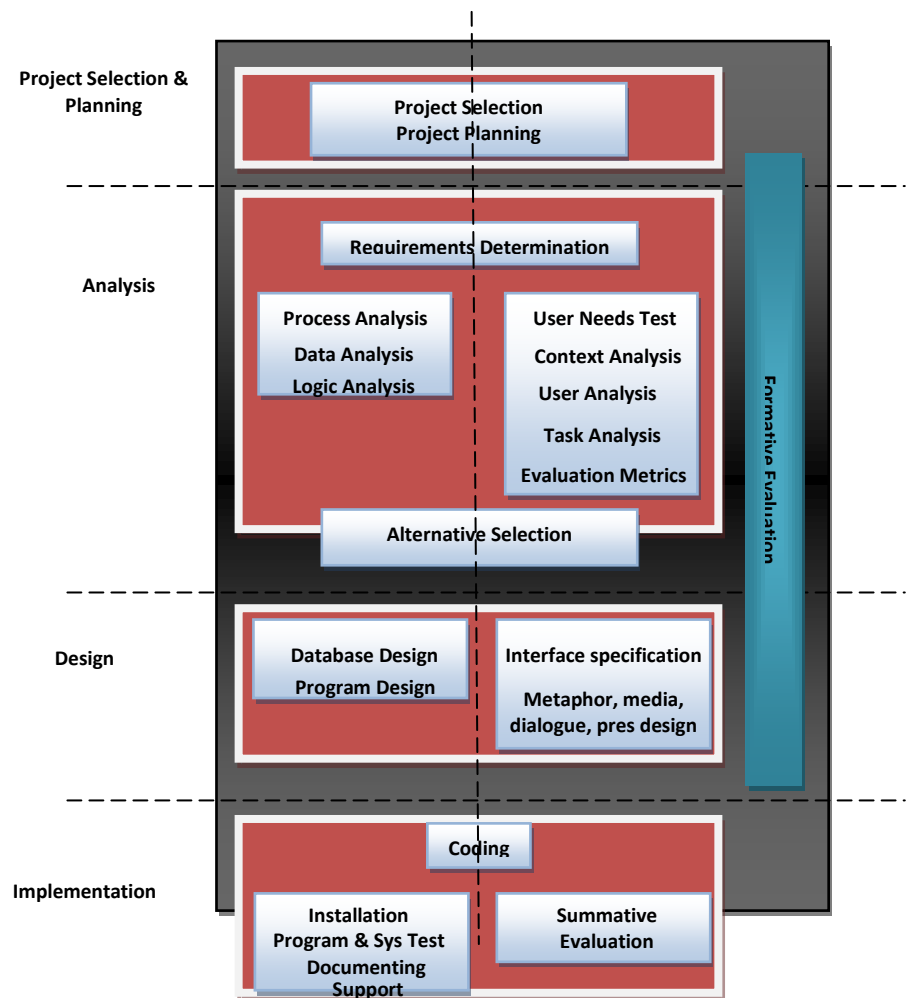 Project Selection &
Planning
Project Selection
Project Planning
Analysis
Requirements Determination
Process Analysis
Data Analysis
Logic Analysis
User Needs Test
Context Analysis
User Analysis
Task Analysis
Evaluation Metrics
Alternative Selection
Formative Evaluation
Design
Database Design
Program Design
Interface specification
Metaphor, media,
dialogue, pres design
Implementation
Coding
Installation
Program & Sys Test
Documenting
Support
Summative
Evaluation